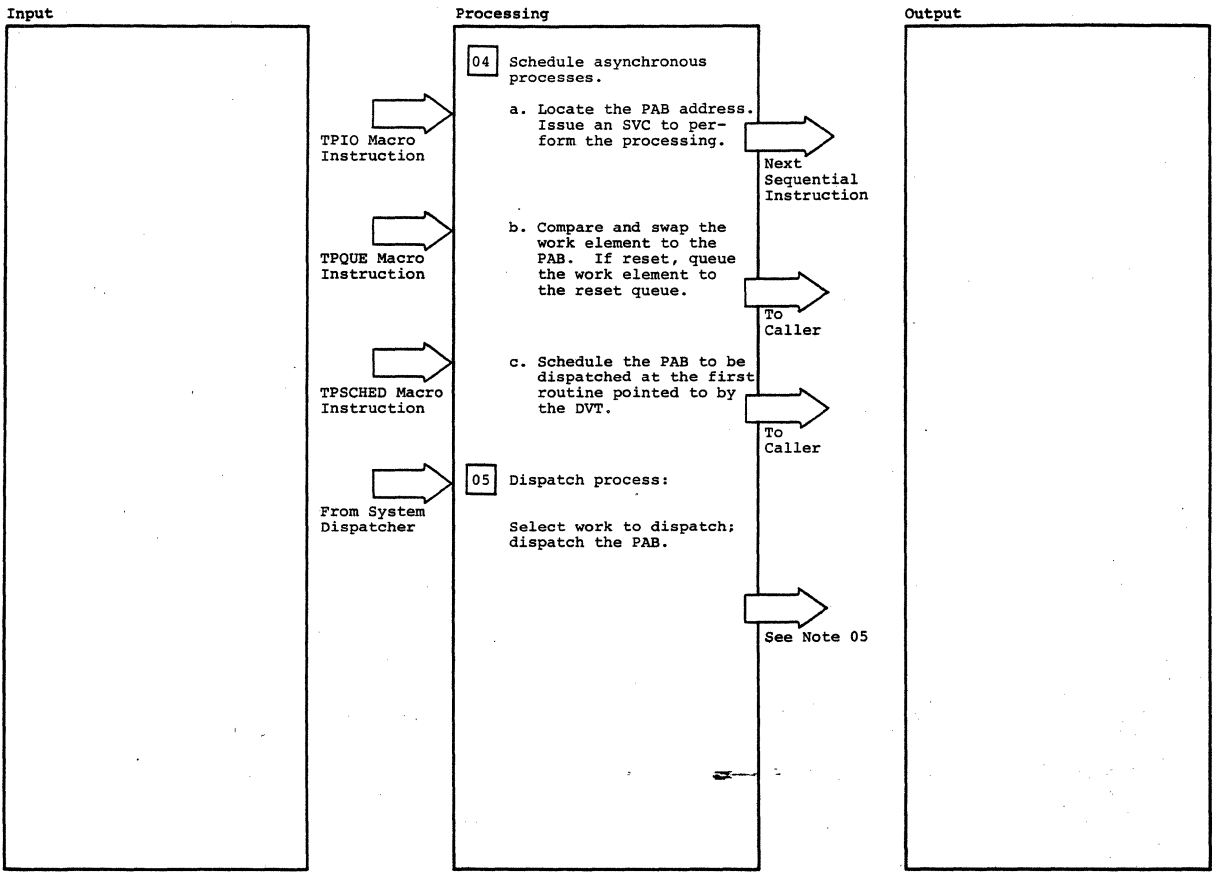 Input
Processing
Output
04 Schedule asynchronous
processes.
a. Locate the PAB address.
Issue an SVC to per-
form the processing.
TPIO Macro
Instruction
Next
Sequential
Instruction
b. Compare and swap the
work element to the
PAB. If reset, queue
the work element to
the reset queue.
TPQUE Macro
Instruction
To
Caller
c. Schedule the PAB to be
dispatched at the first
routine pointed to by
the DVT.
TPSCHED Macro
Instruction
To
Caller
05 Dispatch process:
From System
Dispatcher
Select work to dispatch;
dispatch the PAB.
See Note 05